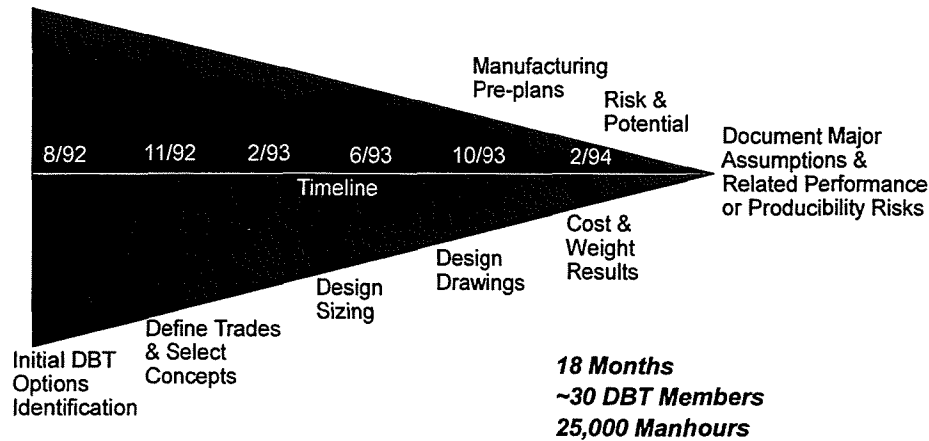 Manufacturing
Pre-plans
Risk &
Potential
8/92 11/92 2/93 6/93 10/93 2/94
Timeline
Document Major
Assumptions &
Related Performance
or Producibility Risks
Cost &
Weight
Results
Design
Drawings
Design
Sizing
Define Trades
& Select
Concepts
Initial DBT
Options
Identification
18 Months
~30 DBT Members
25,000 Manhours